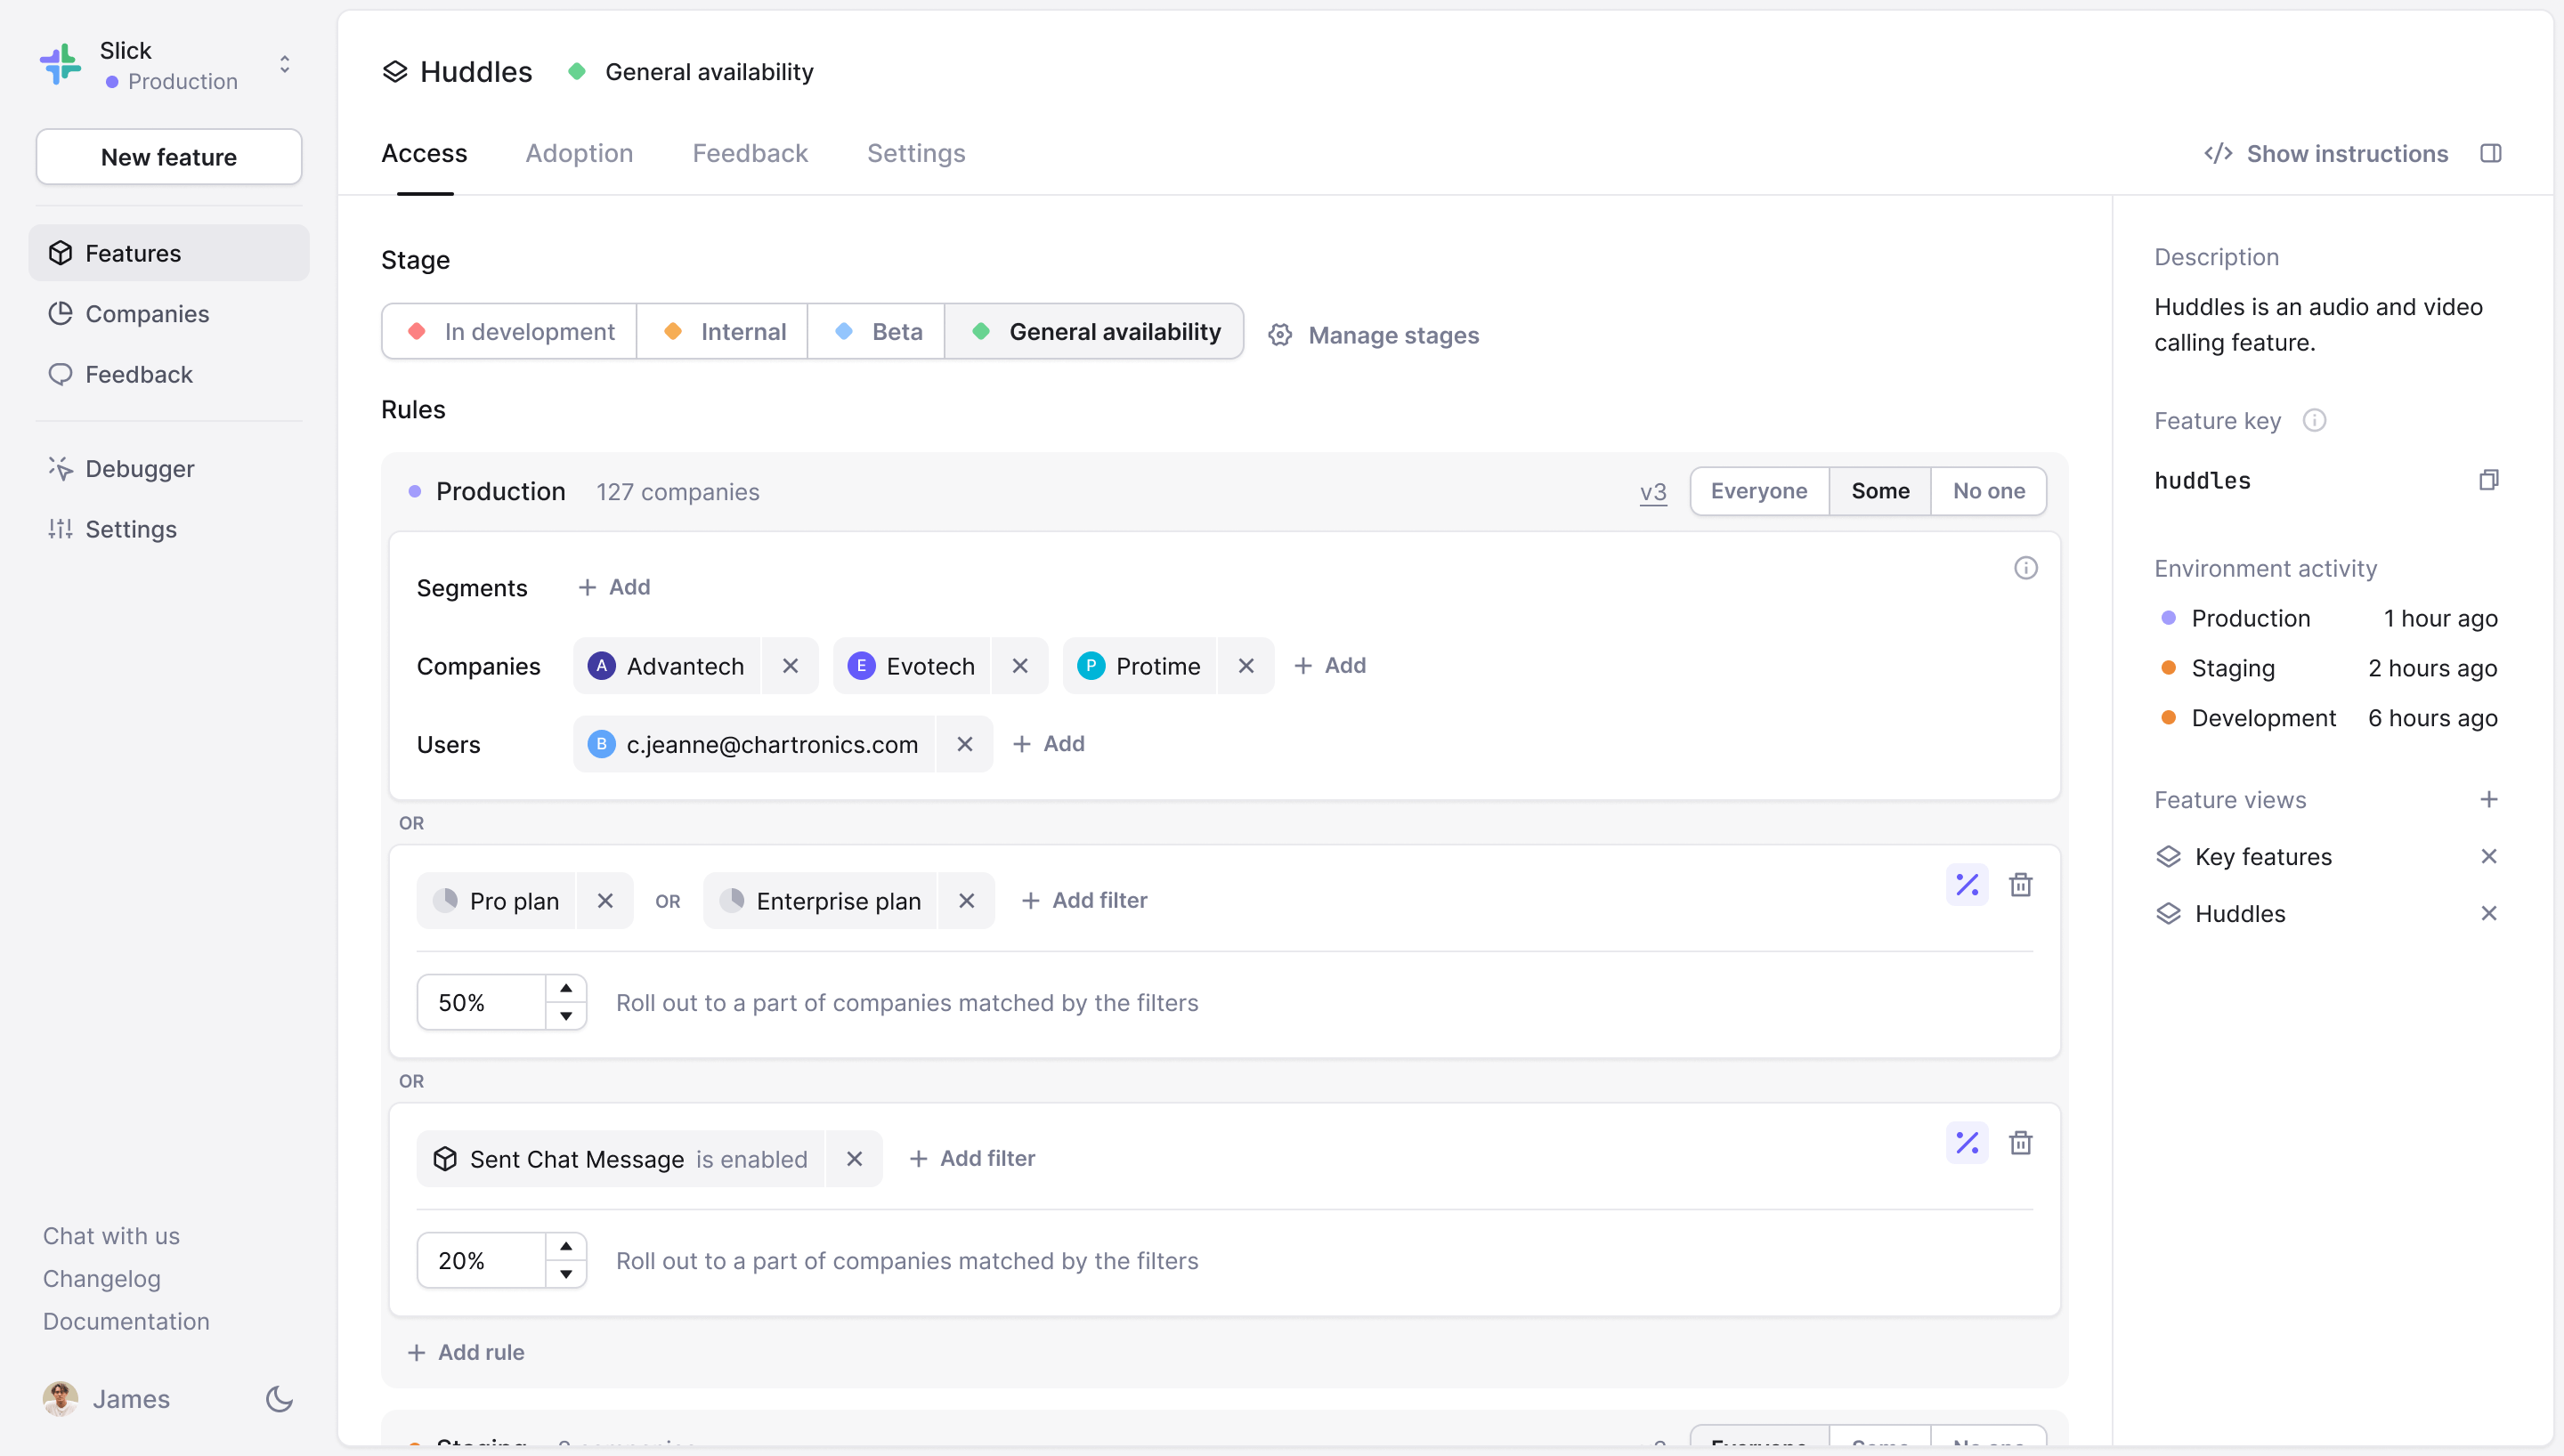 Slick
Production
New feature
Features
Companies
Feedback
Debugger
Settings
Chat with us
Changelog
Documentation
James
Huddles General availability
Access Adoption Feedback Settings
Show instructions
Stage
In development Internal Beta General availability Manage stages
Rules
Production 127 companies v3 Everyone Some No one
Segments + Add
Companies A Advantech E Evotech P Protime + Add
Users B c.jeanne@chartronics.com + Add
OR
Pro plan OR Enterprise plan + Add filter
50% Roll out to a part of companies matched by the filters
OR
Sent Chat Message is enabled + Add filter
20% Roll out to a part of companies matched by the filters
+ Add rule
Staging Everyone Some No one
Description
Huddles is an audio and video
calling feature.
Feature key
huddles
Environment activity
Production 1 hour ago
Staging 2 hours ago
Development 6 hours ago
Feature views
Key features
Huddles